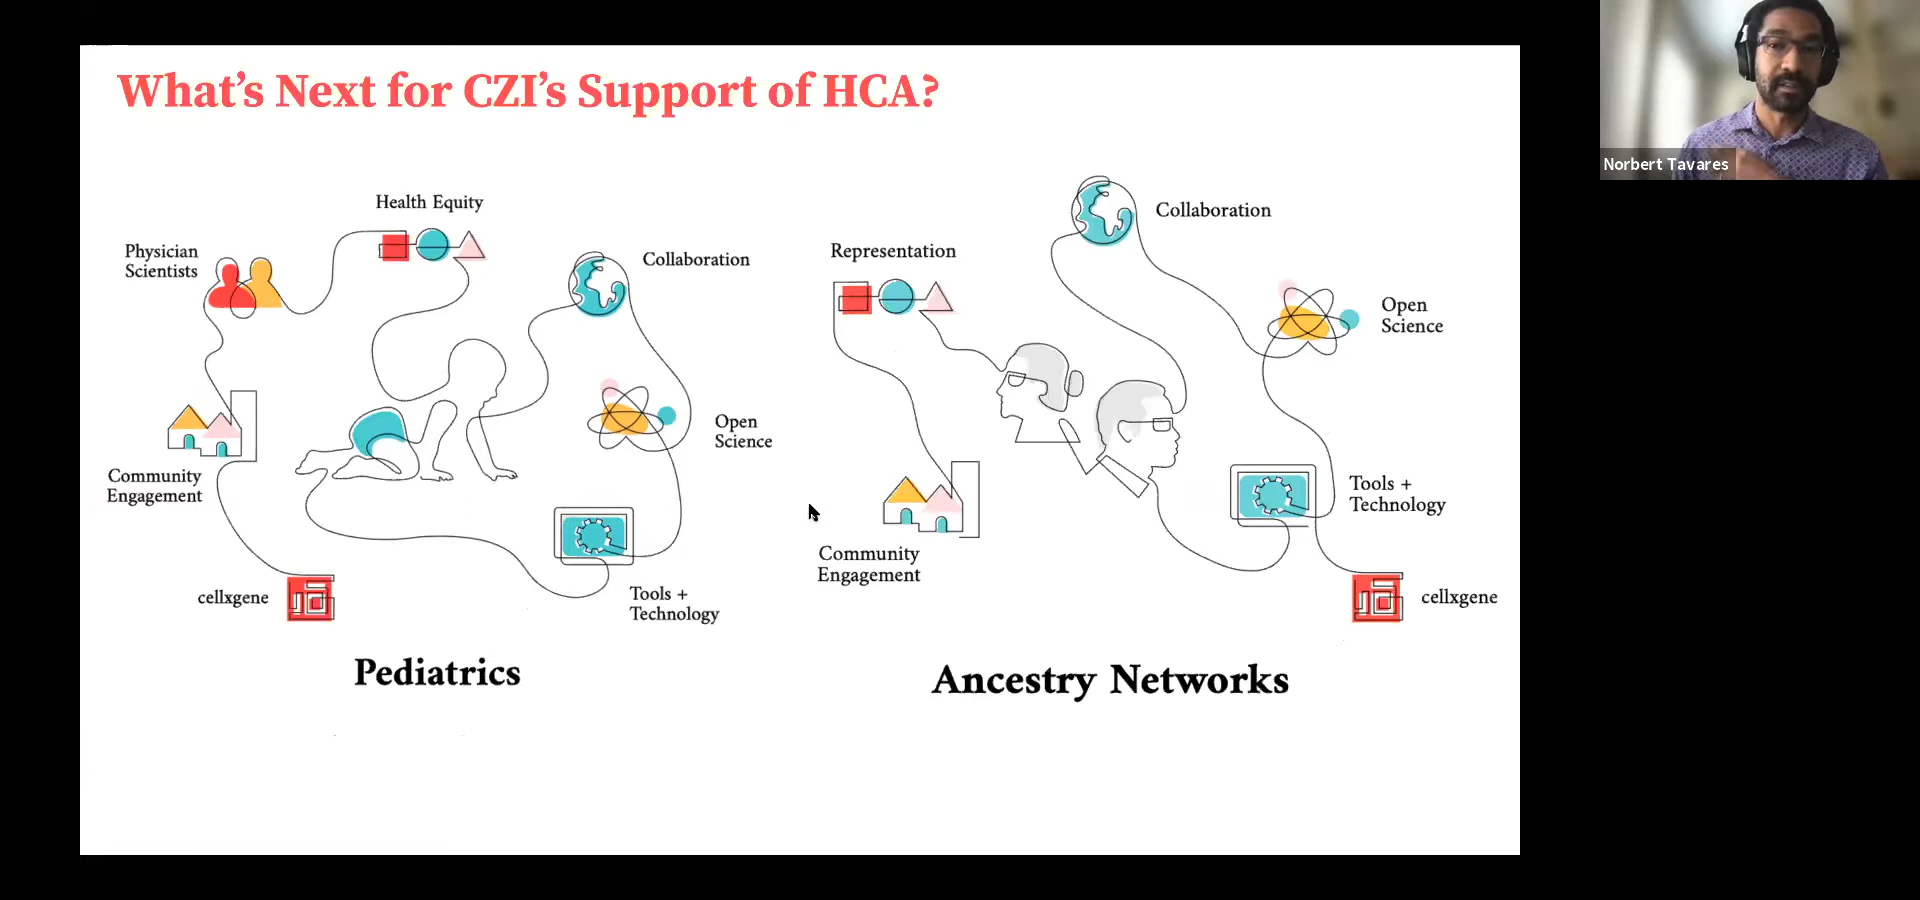 What's Next for CZI's Support of HCA?
Norbert Tavares
Health Equity
Physician
Scientists
Collaboration
Open
Science
Community
Engagement
cellxgene
Tools +
Technology
Pediatrics
Collaboration
Representation
Open
Science
Tools +
Technology
Community
Engagement
cellxgene
Ancestry Networks